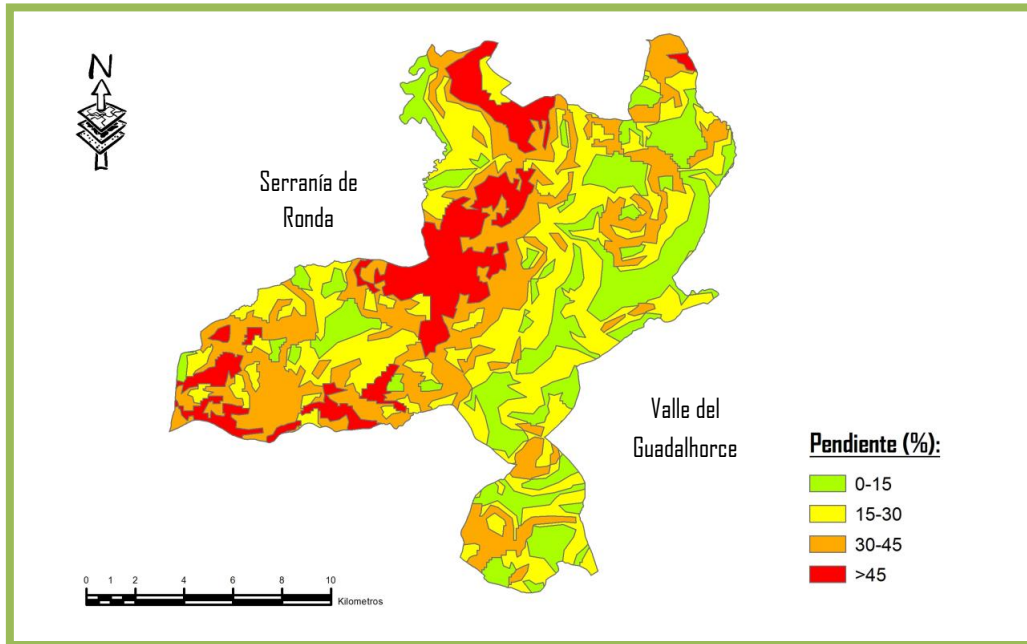 N
Serranía de
Ronda
Valle del
Guadalhorce
Pendiente (%):
0-15
15-30
30-45
>45
0 1 2 4 6 8 10
Kilometros